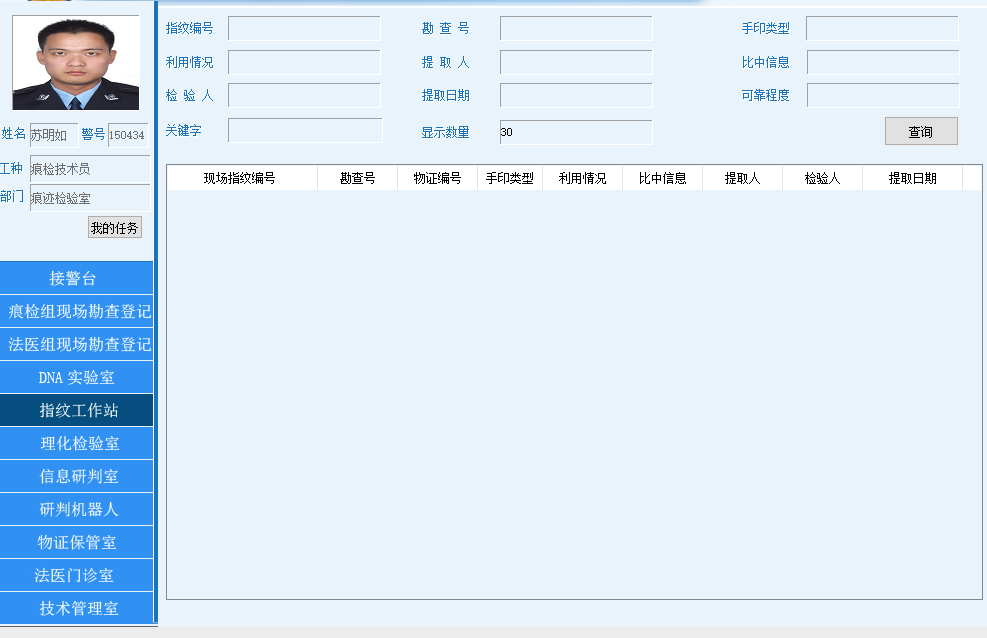 姓名 苏明如 警号 150434
工种 痕检技术员
部门 痕迹检验室
我的任务
接警台
痕检组现场勘查登记
法医组现场勘查登记
DNA 实验室
指纹工作站
理化检验室
信息研判室
研判机器人
物证保管室
法医门诊室
技术管理室
指纹编号 勘 查 号 手印类型
利用情况 提 取 人 比中信息
检 验 人 提取日期 可靠程度
关键字 显示数量 30 查询
现场指纹编号 勘查号 物证编号 手印类型 利用情况 比中信息 提取人 检验人 提取日期